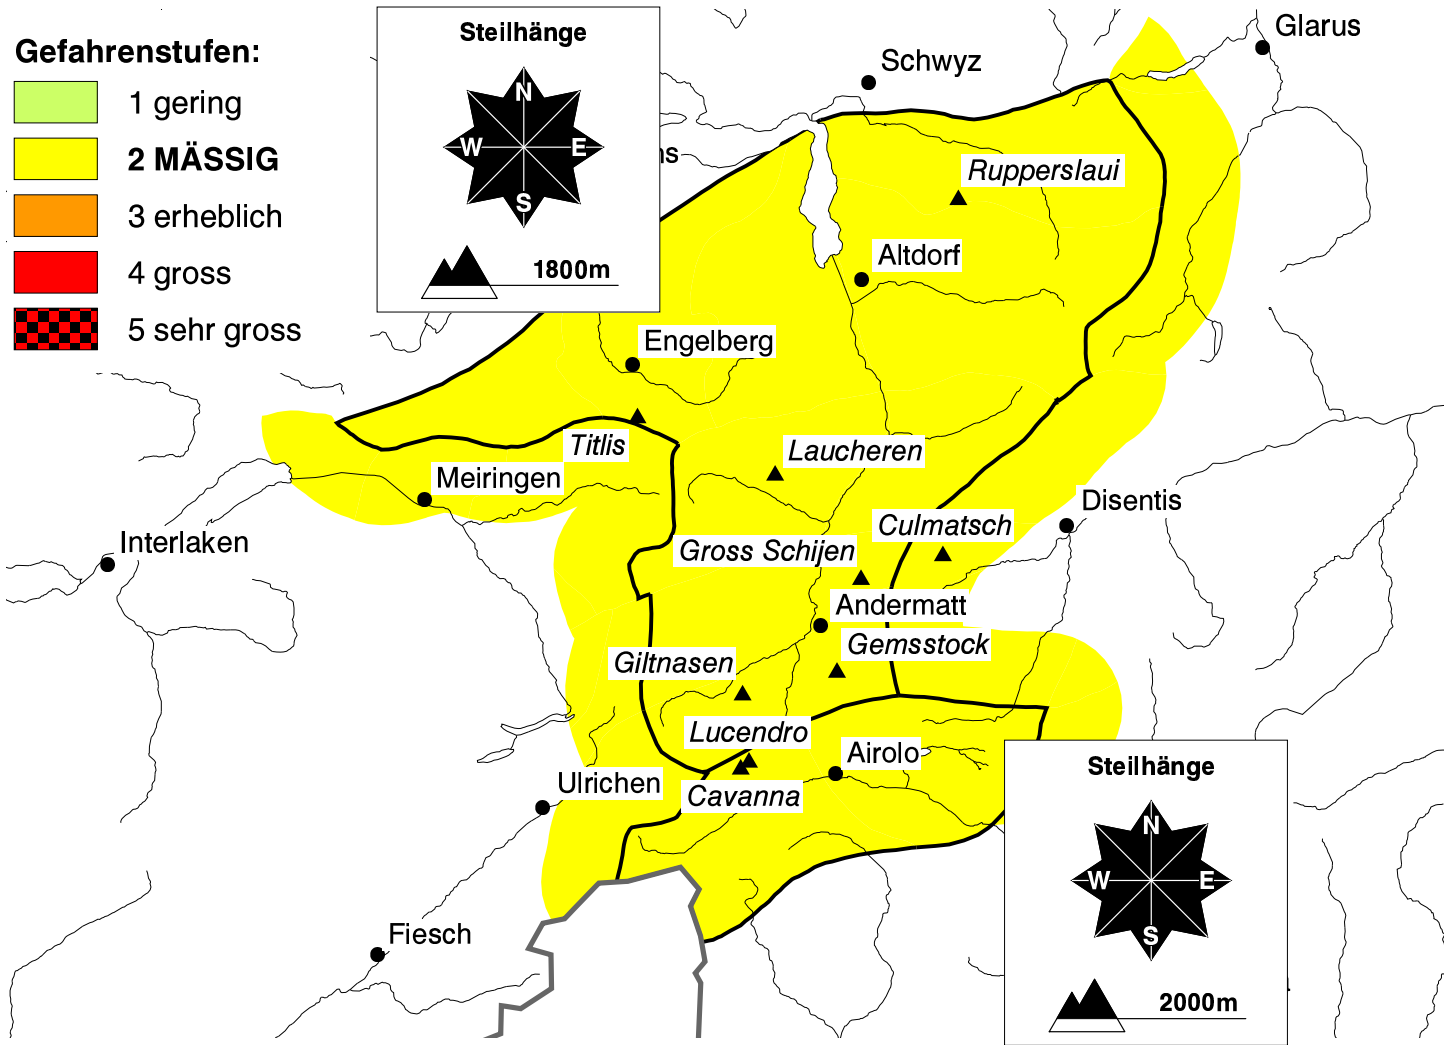 Gefahrenstufen:
1 gering
2 MÄSSIG
3 erheblich
4 gross
5 sehr gross
Steilhänge
N
W
E
S
1800m
Glarus
Schwyz
Rupperslaui
Altdorf
Engelberg
Titlis
Laucheren
Meiringen
Disentis
Culmatsch
Interlaken
Gross Schijen
Andermatt
Gemsstock
Giltnasen
Lucendro
Airolo
Ulrichen
Cavanna
Fiesch
Steilhänge
N
W
E
S
2000m